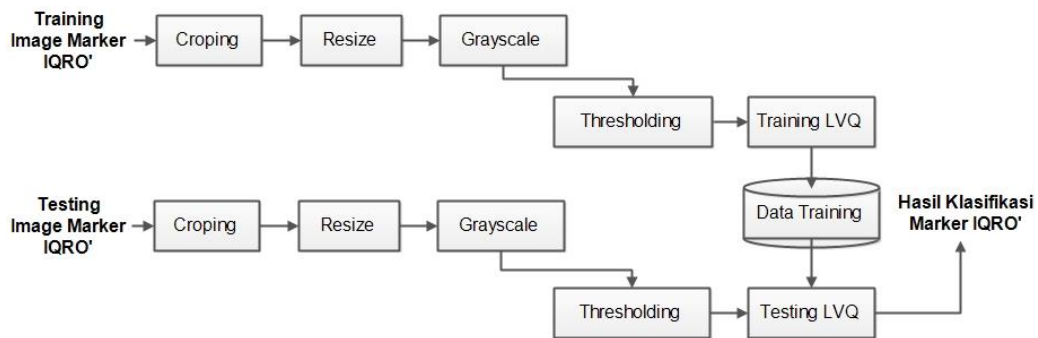 Training
Image Marker
IQRO'
Croping
Resize
Grayscale
Thresholding
Training LVQ
Data Training
Testing
Image Marker
IQRO'
Croping
Resize
Grayscale
Thresholding
Testing LVQ
Hasil Klasifikasi
Marker IQRO'